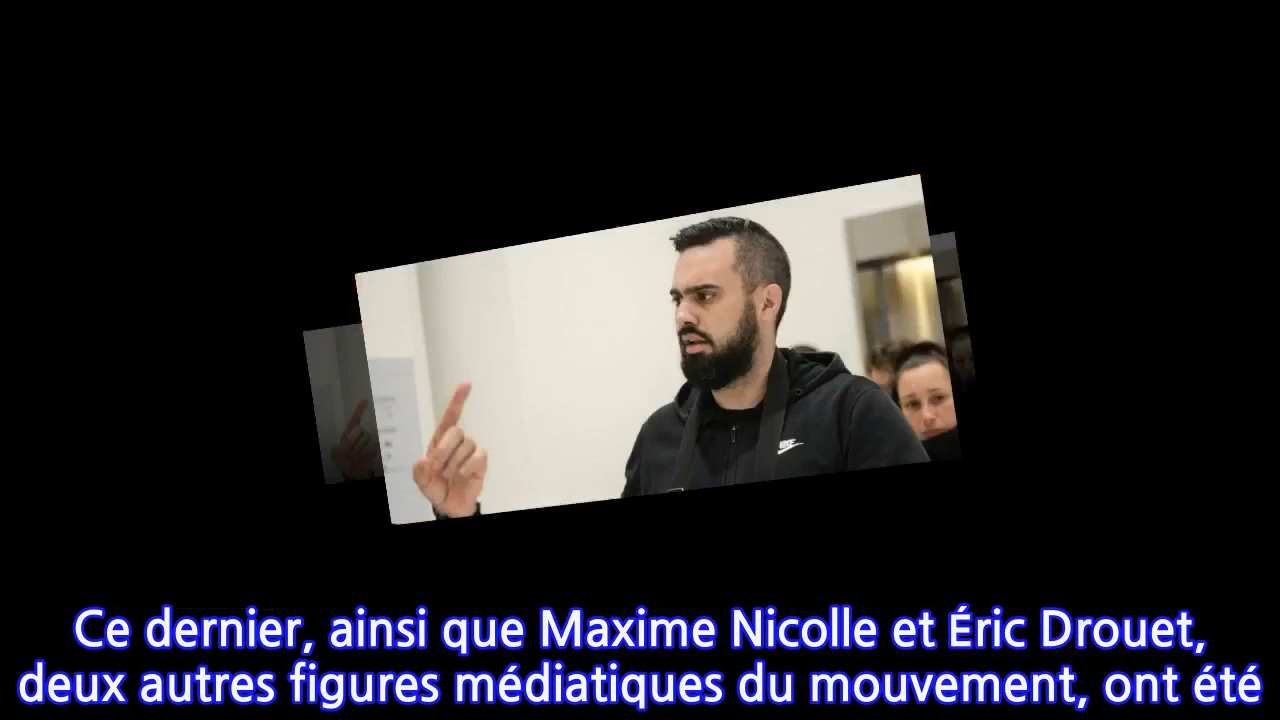 Ce dernier, ainsi que Maxime Nicolle et Éric Drouet,
deux autres figures médiatiques du mouvement, ont été